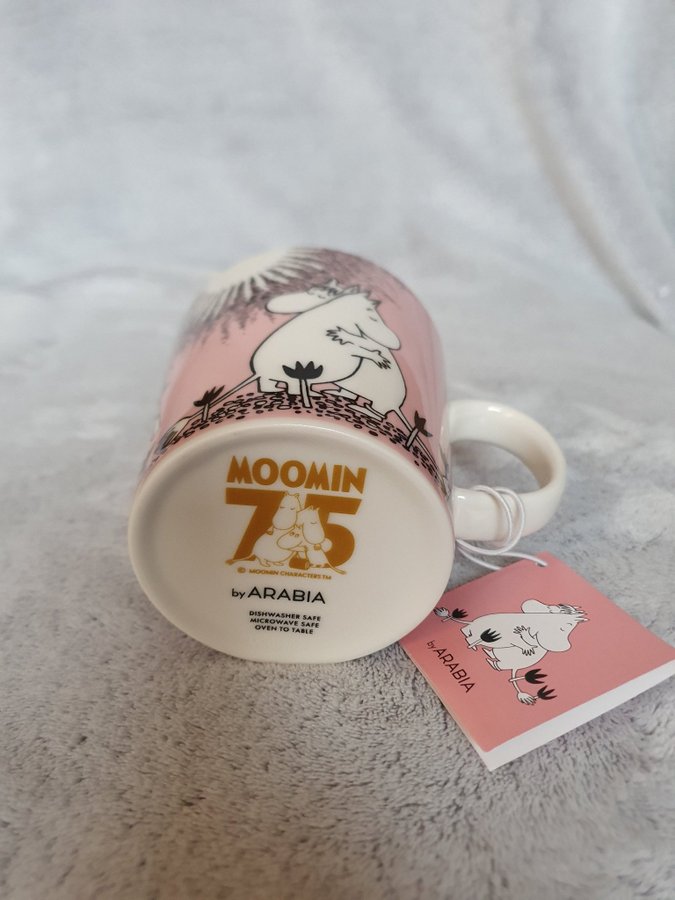 MOOMIN
75
© MOOMIN CHARACTERS™
by ARABIA
DISHWASHER SAFE
MICROWAVE SAFE
OVEN TO TABLE
by ARABIA